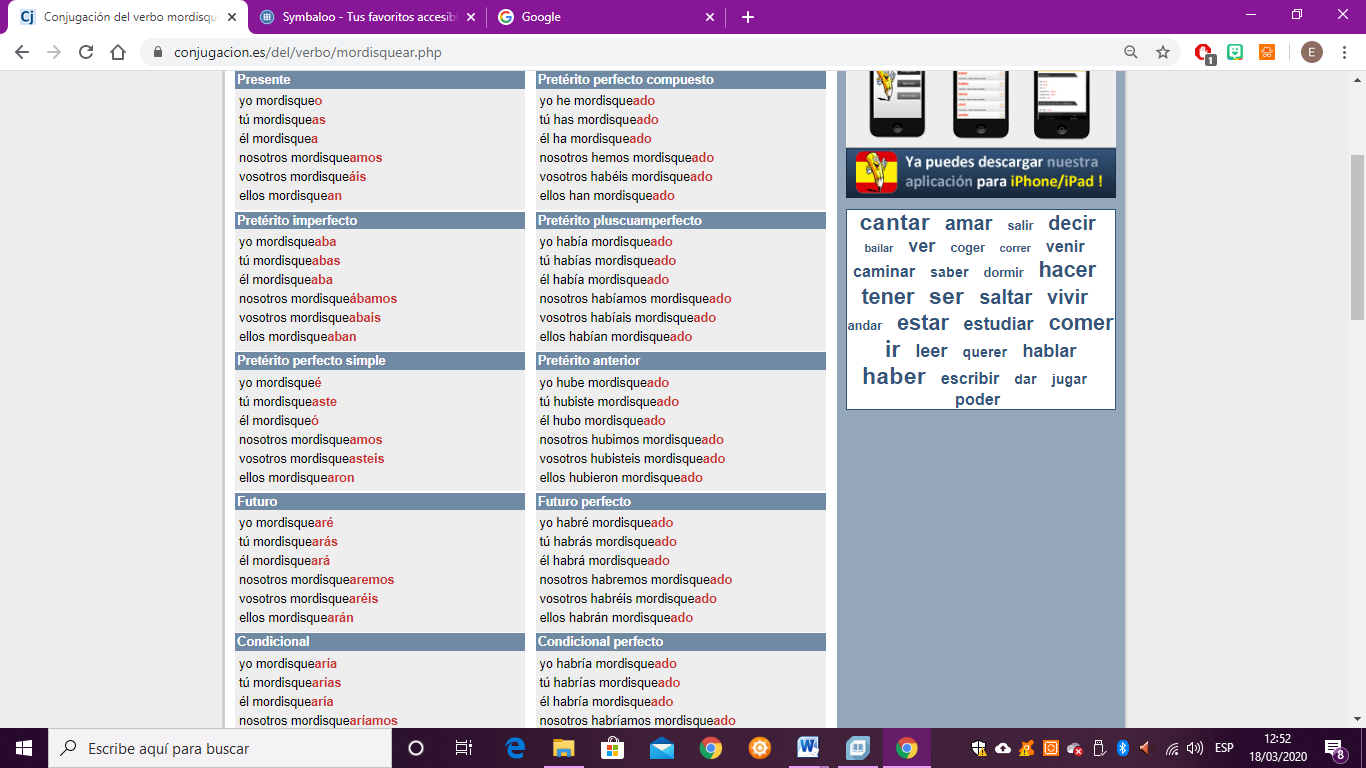 Conjugación del verbo mordisqu
Symbaloo - Tus favoritos accesibl
Google
conjugacion.es/del/verbo/mordisquear.php
1
E
Presente
yo mordisqueo
tú mordisqueas
él mordisquea
nosotros mordisqueamos
vosotros mordisqueáis
ellos mordisquean
Pretérito imperfecto
yo mordisqueaba
tú mordisqueabas
él mordisqueaba
nosotros mordisqueábamos
vosotros mordisqueabais
ellos mordisqueaban
Pretérito perfecto simple
yo mordisqueé
tú mordisqueaste
él mordisqueó
nosotros mordisqueamos
vosotros mordisqueasteis
ellos mordisquearon
Futuro
yo mordisquearé
tú mordisquearás
él mordisqueará
nosotros mordisquearemos
vosotros mordisquearéis
ellos mordisquearán
Condicional
yo mordisquearía
tú mordisquearías
él mordisquearía
nosotros mordisquearíamos
Pretérito perfecto compuesto
yo he mordisqueado
tú has mordisqueado
él ha mordisqueado
nosotros hemos mordisqueado
vosotros habéis mordisqueado
ellos han mordisqueado
Pretérito pluscuamperfecto
yo había mordisqueado
tú habías mordisqueado
él había mordisqueado
nosotros habíamos mordisqueado
vosotros habíais mordisqueado
ellos habían mordisqueado
Pretérito anterior
yo hube mordisqueado
tú hubiste mordisqueado
él hubo mordisqueado
nosotros hubimos mordisqueado
vosotros hubisteis mordisqueado
ellos hubieron mordisqueado
Futuro perfecto
yo habré mordisqueado
tú habrás mordisqueado
él habrá mordisqueado
nosotros habremos mordisqueado
vosotros habréis mordisqueado
ellos habrán mordisqueado
Condicional perfecto
yo habría mordisqueado
tú habrías mordisqueado
él habría mordisqueado
nosotros habríamos mordisqueado
Ya puedes descargar nuestra
aplicación para iPhone/iPad !
cantar amar salir decir
bailar ver coger correr venir
caminar saber dormir hacer
tener ser saltar vivir
andar estar estudiar comer
ir leer querer hablar
haber escribir dar jugar
poder
Escribe aquí para buscar
ESP
12:52
18/03/2020
8